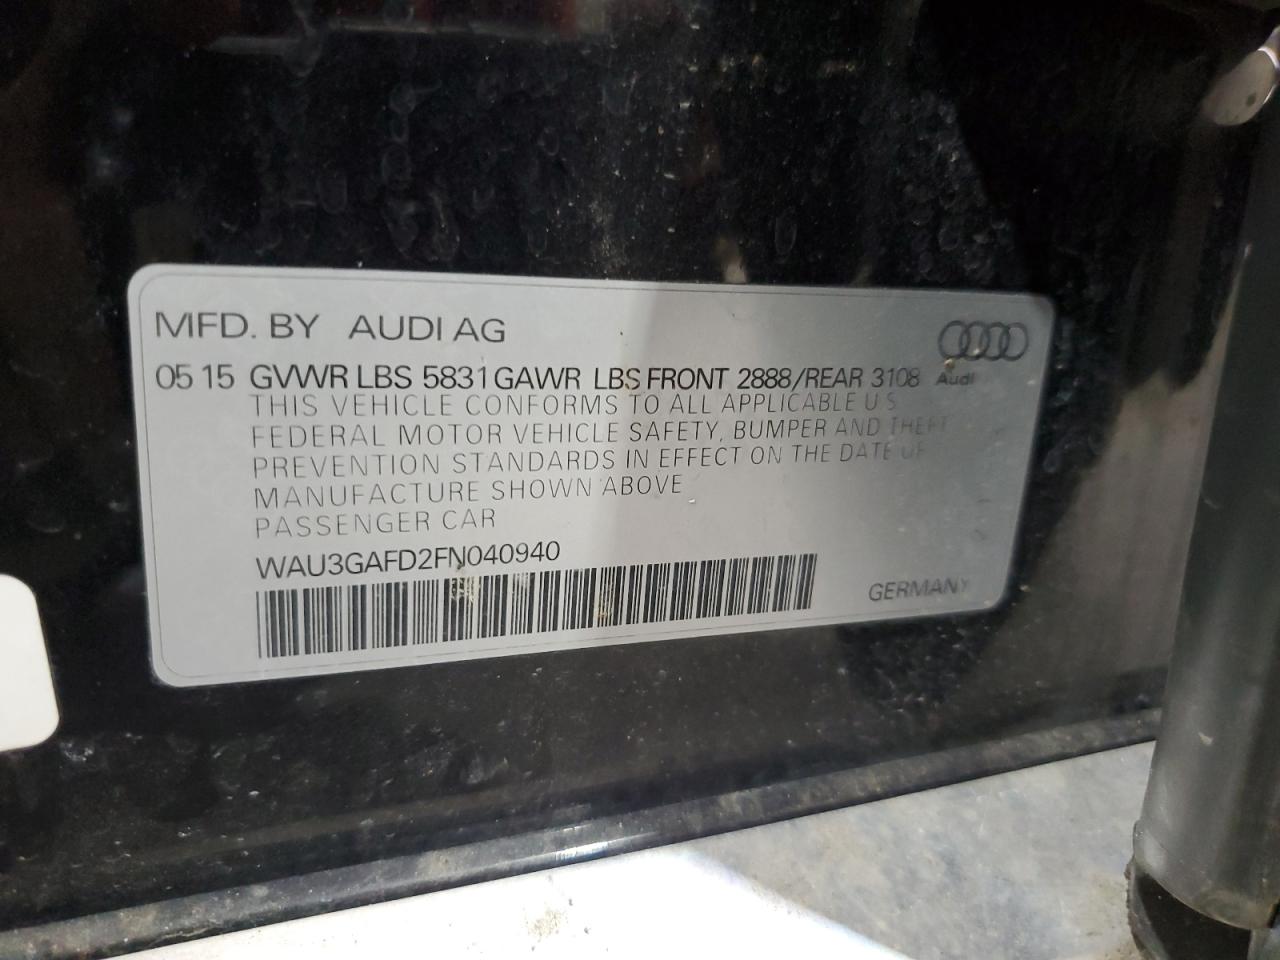 MFD. BY AUDI AG
05 15 GVWR LBS 5831 GAWR LBS FRONT 2888/REAR 3108
Audi
THIS VEHICLE CONFORMS TO ALL APPLICABLE U S
FEDERAL MOTOR VEHICLE SAFETY, BUMPER AND THEFT
PREVENTION STANDARDS IN EFFECT ON THE DATE OF
MANUFACTURE SHOWN ABOVE
PASSENGER CAR
WAU3GAFD2FN040940
GERMANY